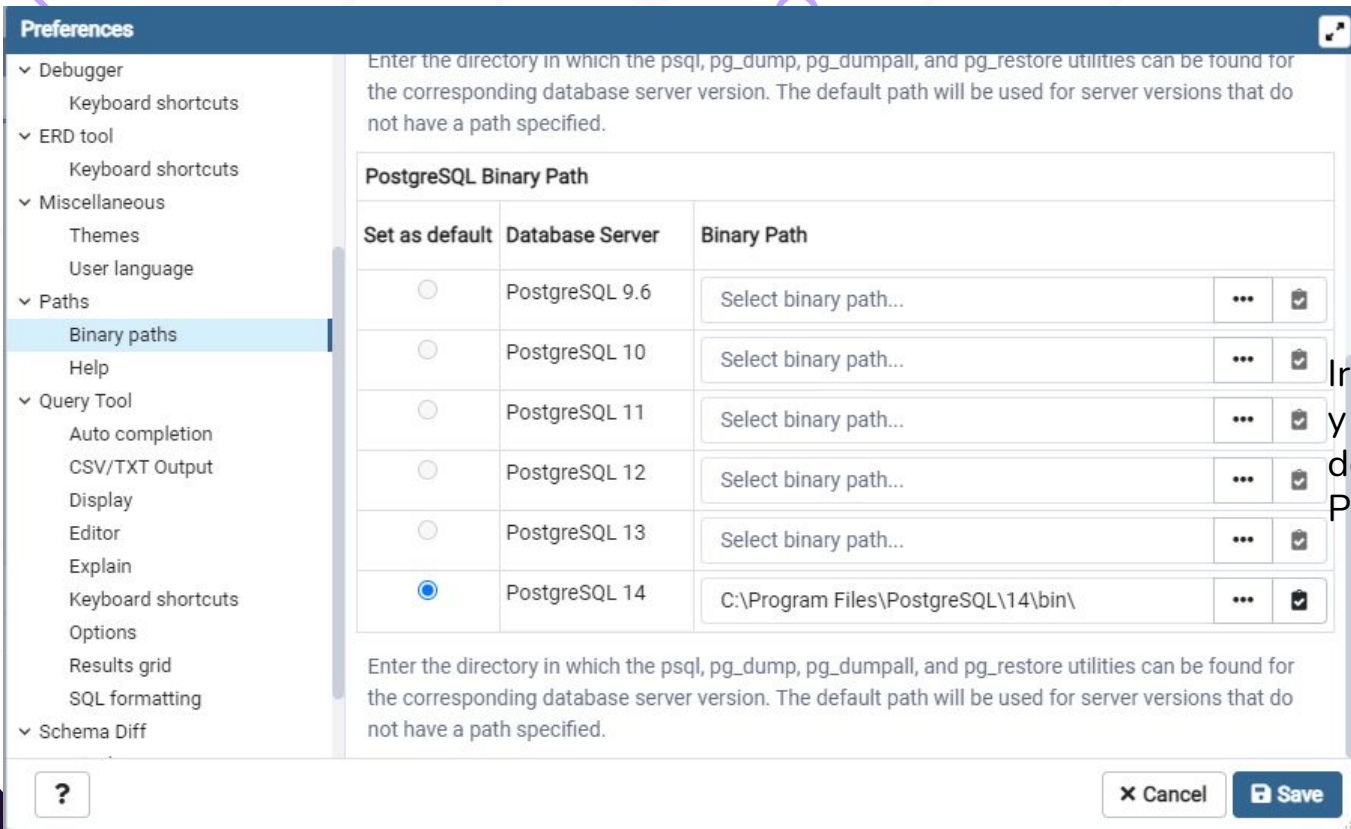 Preferences
Debugger
Keyboard shortcuts
ERD tool
Keyboard shortcuts
Miscellaneous
Themes
User language
Paths
Binary paths
Help
Query Tool
Auto completion
CSV/TXT Output
Display
Editor
Explain
Keyboard shortcuts
Options
Results grid
SQL formatting
Schema Diff
Enter the directory in which the psql, pg_dump, pg_dumpall, and pg_restore utilities can be found for
the corresponding database server version. The default path will be used for server versions that do
not have a path specified.
PostgreSQL Binary Path
Set as default Database Server Binary Path
PostgreSQL 9.6 Select binary path... •••
PostgreSQL 10 Select binary path... •••
PostgreSQL 11 Select binary path... •••
PostgreSQL 12 Select binary path... •••
PostgreSQL 13 Select binary path... •••
PostgreSQL 14 C:\Program Files\PostgreSQL\14\bin\ •••
Enter the directory in which the psql, pg_dump, pg_dumpall, and pg_restore utilities can be found for
the corresponding database server version. The default path will be used for server versions that do
not have a path specified.
? × Cancel Save
Ir
y